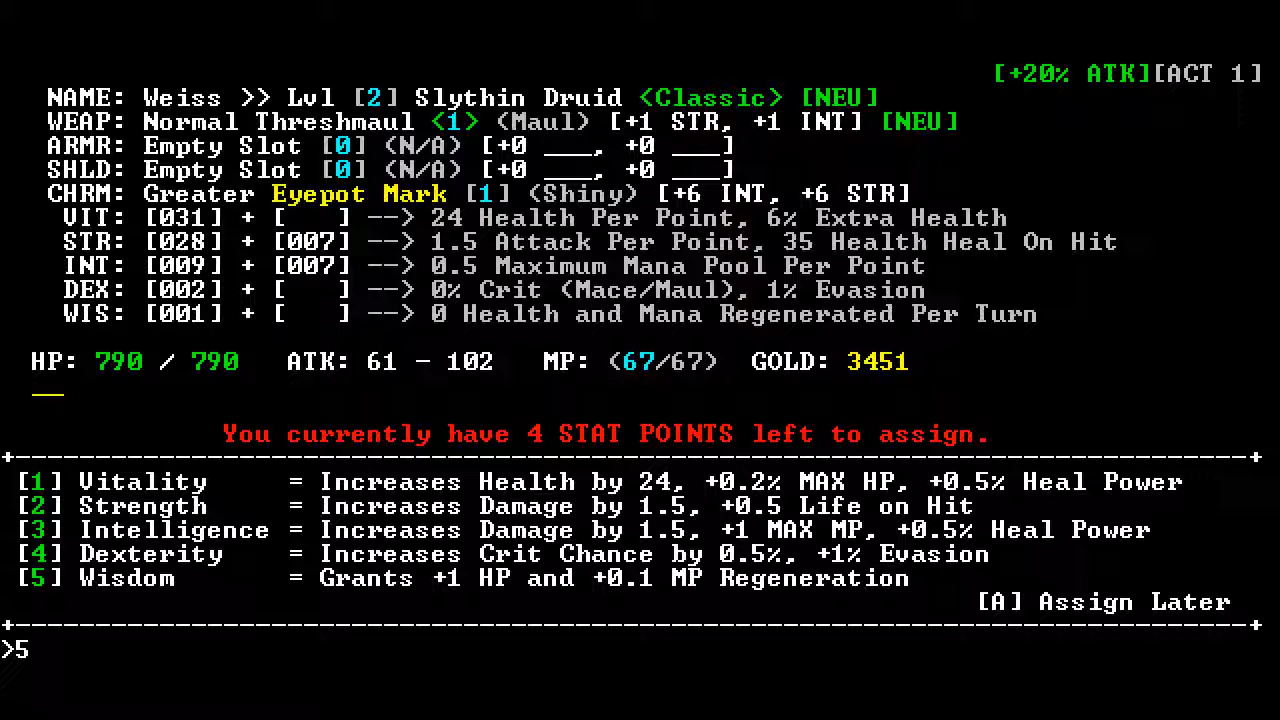 [+20% ATK][ACT 1]
NAME: Weiss >> Lvl [2] Slythin Druid <Classic> [NEU]
WEAP: Normal Threshmaul <1> (Maul) [+1 STR, +1 INT] [NEU]
ARMR: Empty Slot [0] (N/A) [+0 ___, +0 ___]
SHLD: Empty Slot [0] (N/A) [+0 ___, +0 ___]
CHRM: Greater Eyepot Mark [1] (Shiny) [+6 INT, +6 STR]
VIT: [031] + [   ] --> 24 Health Per Point, 6% Extra Health
STR: [028] + [007] --> 1.5 Attack Per Point, 35 Health Heal On Hit
INT: [009] + [007] --> 0.5 Maximum Mana Pool Per Point
DEX: [002] + [   ] --> 0% Crit (Mace/Maul), 1% Evasion
WIS: [001] + [   ] --> 0 Health and Mana Regenerated Per Turn
HP: 790 / 790   ATK: 61 - 102   MP: (67/67)  GOLD: 3451
__
You currently have 4 STAT POINTS left to assign.
+-----------------------------------------------------------------------------+
[1] Vitality     = Increases Health by 24, +0.2% MAX HP, +0.5% Heal Power
[2] Strength     = Increases Damage by 1.5, +0.5 Life on Hit
[3] Intelligence = Increases Damage by 1.5, +1 MAX MP, +0.5% Heal Power
[4] Dexterity    = Increases Crit Chance by 0.5%, +1% Evasion
[5] Wisdom       = Grants +1 HP and +0.1 MP Regeneration
[A] Assign Later
+-----------------------------------------------------------------------------+
>5